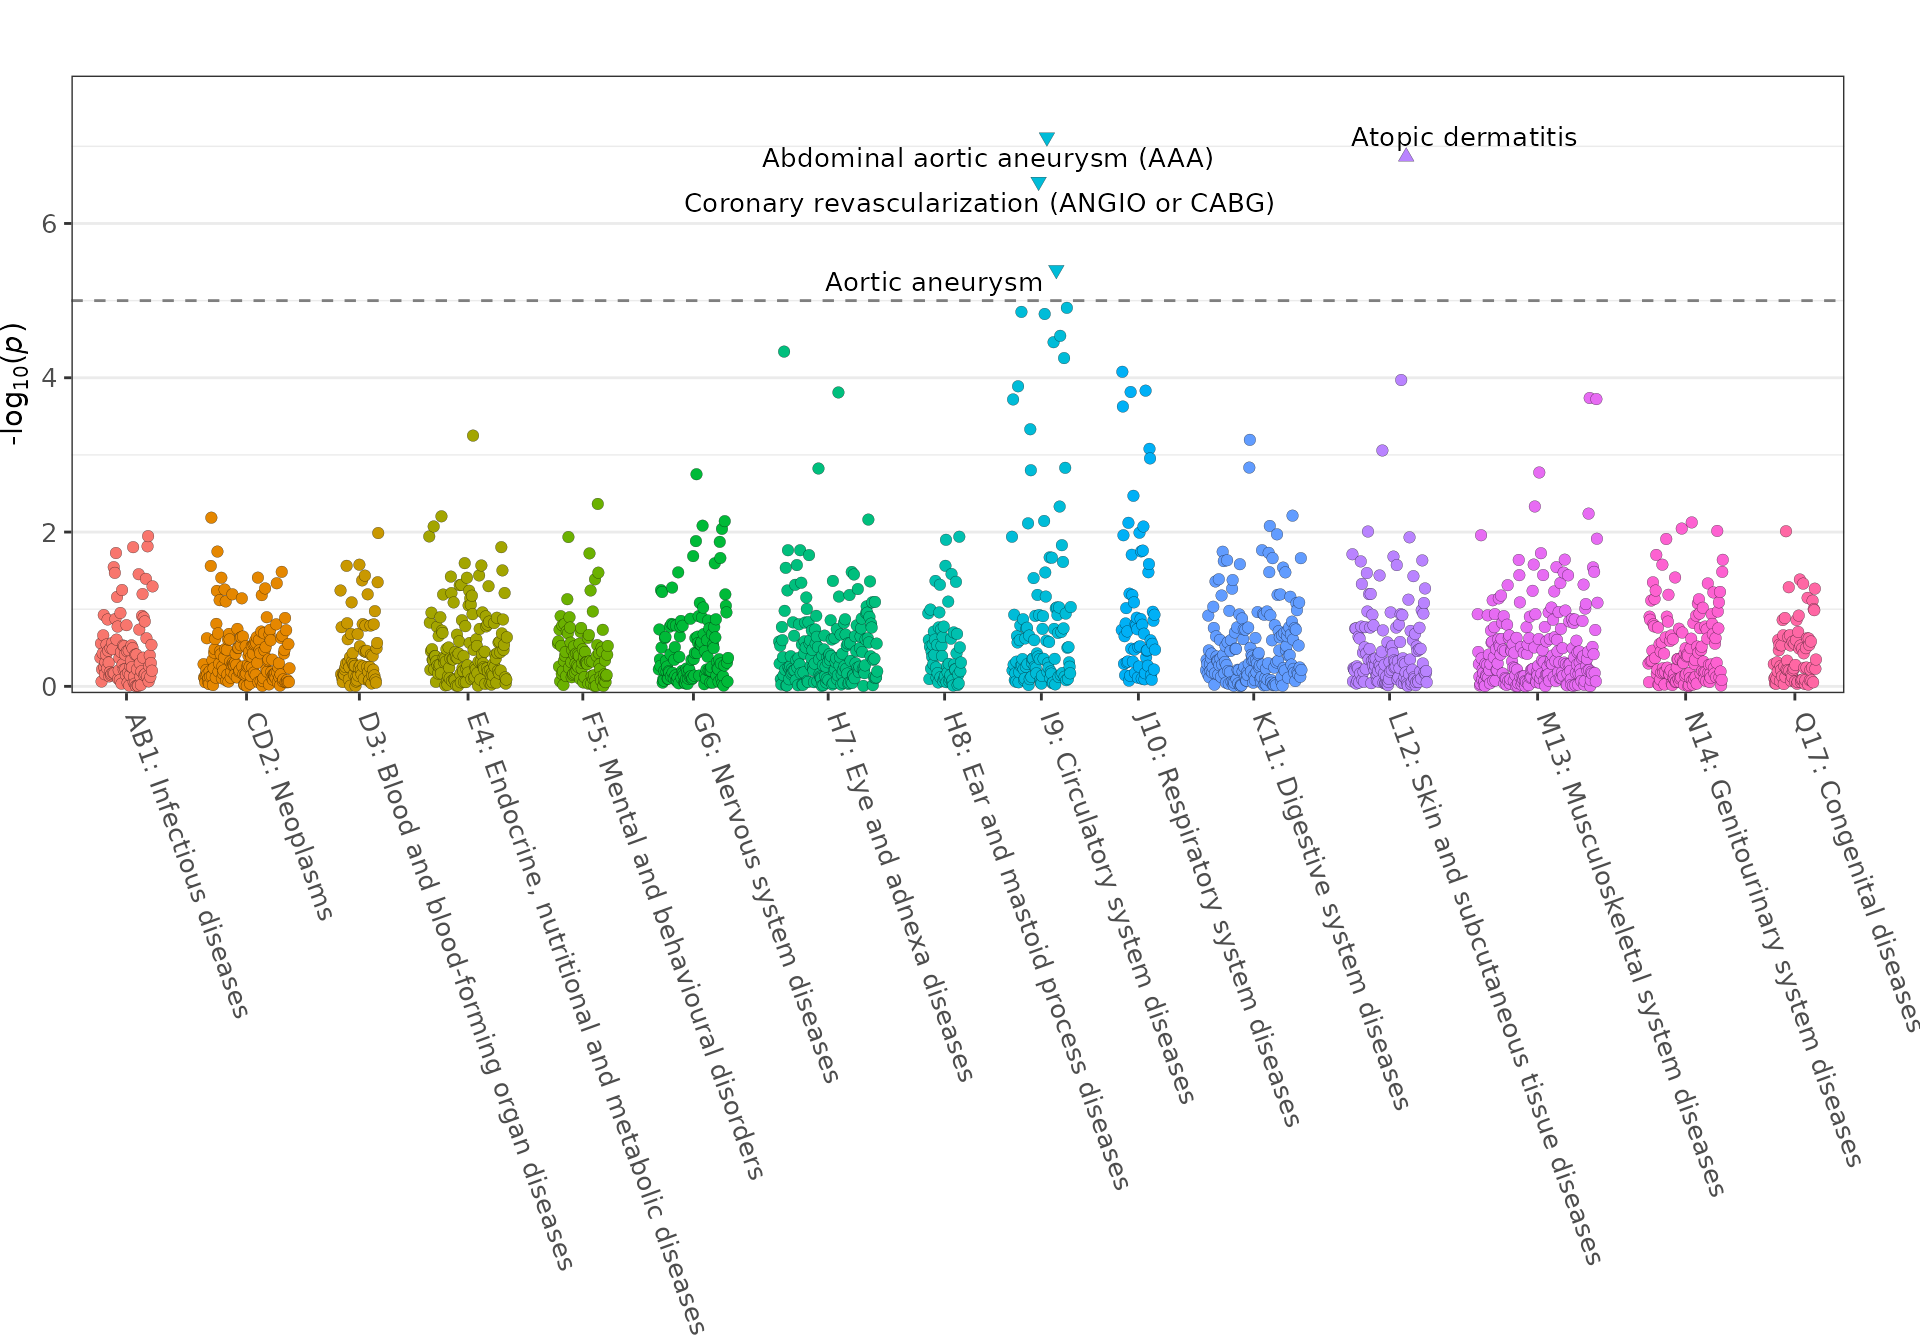 Atopic dermatitis
Abdominal aortic aneurysm (AAA)
Coronary revascularization (ANGIO or CABG)
Aortic aneurysm
-log10(p)
6
4
2
0
AB1: Infectious diseases
CD2: Neoplasms
D3: Blood and blood-forming organ diseases
E4: Endocrine, nutritional and metabolic diseases
F5: Mental and behavioural disorders
G6: Nervous system diseases
H7: Eye and adnexa diseases
H8: Ear and mastoid process diseases
I9: Circulatory system diseases
J10: Respiratory system diseases
K11: Digestive system diseases
L12: Skin and subcutaneous tissue diseases
M13: Musculoskeletal system diseases
N14: Genitourinary system diseases
Q17: Congenital diseases